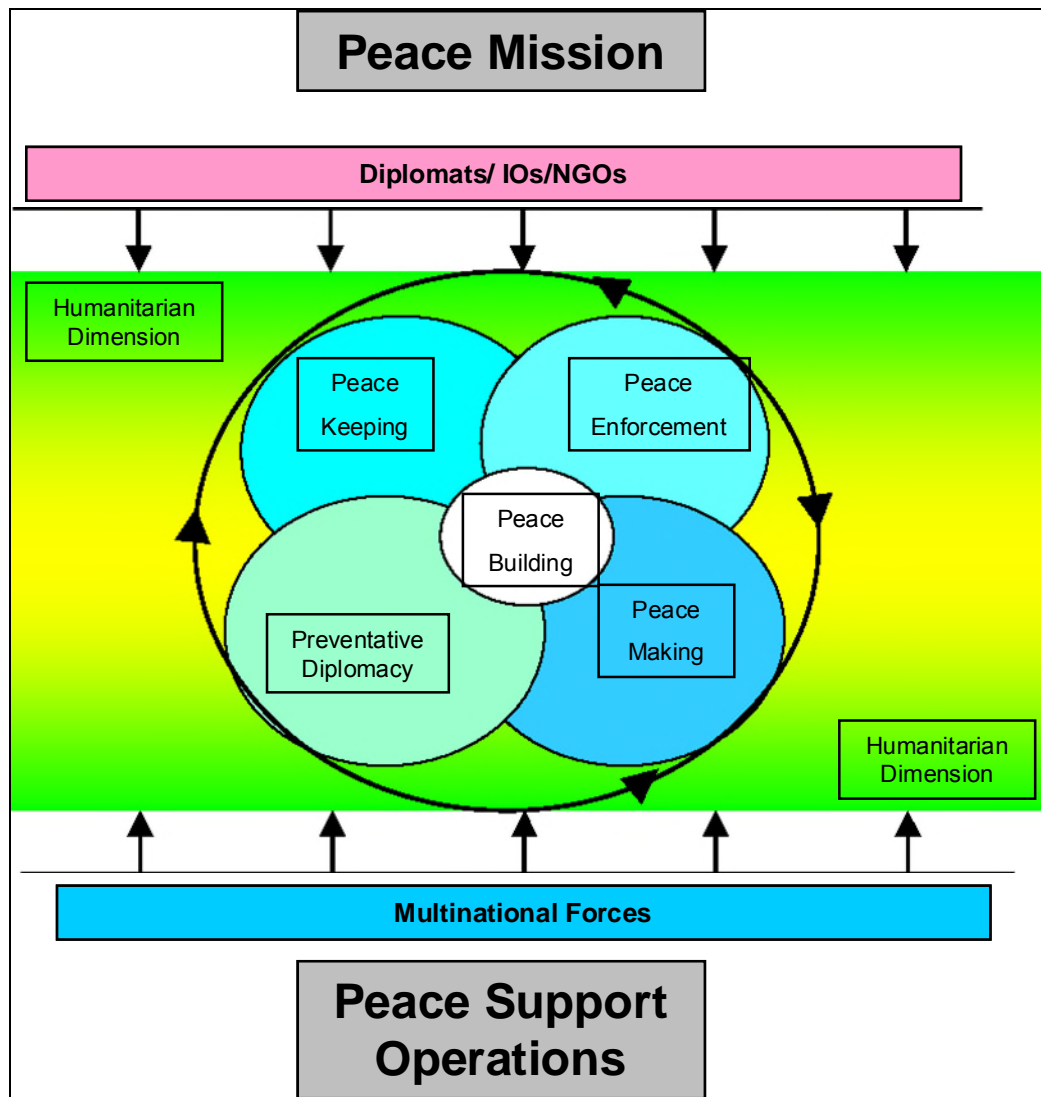 Peace Mission
Diplomats/ IOs/NGOs
Humanitarian
Dimension
Peace
Keeping
Peace
Enforcement
Peace
Building
Preventative
Diplomacy
Peace
Making
Humanitarian
Dimension
Multinational Forces
Peace Support
Operations